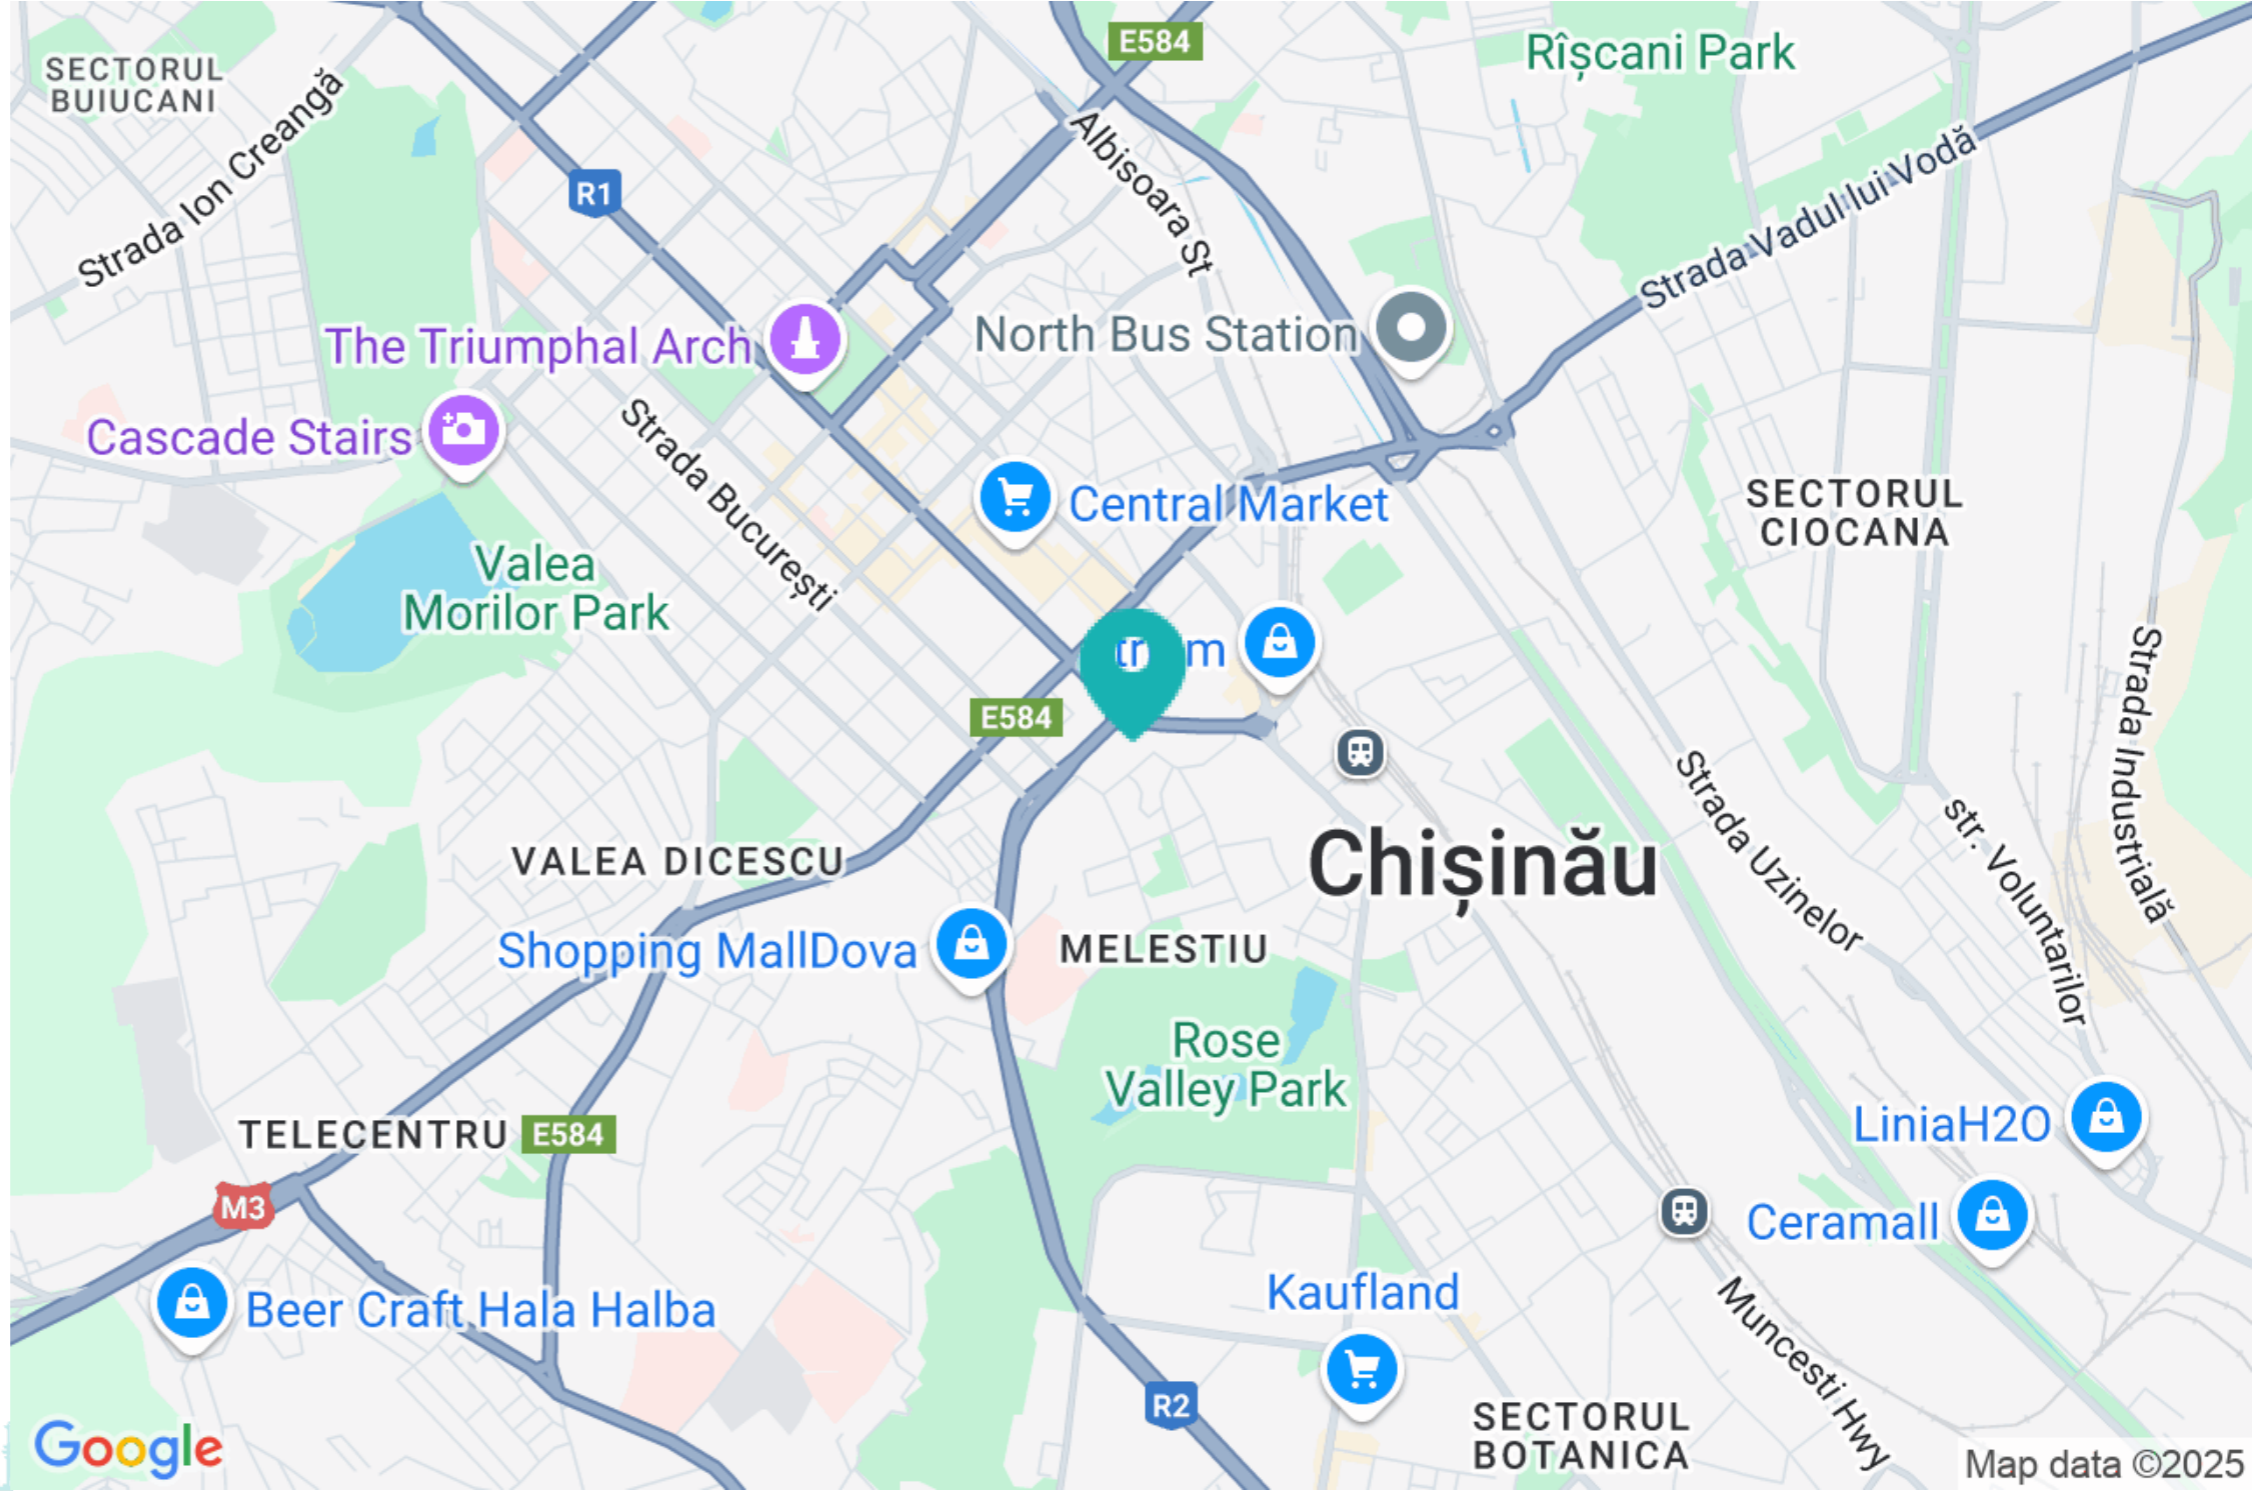 E584
Rîșcani Park
SECTORUL
BUIUCANI
Strada Ion Creangă
Albisoara St
R1
Strada Vadul lui Vodă
The Triumphal Arch
North Bus Station
Cascade Stairs
Strada București
Central Market
SECTORUL
CIOCANA
Valea
Morilor Park
E584
Strada Industrială
Chișinău
Strada Uzinelor
str. Voluntarilor
VALEA DICESCU
Shopping MallDova
MELESTIU
Rose
Valley Park
TELECENTRU
E584
LiniaH2O
M3
Ceramall
Beer Craft Hala Halba
Kaufland
Muncesti Hwy
R2
SECTORUL
BOTANICA
Google
Map data ©2025